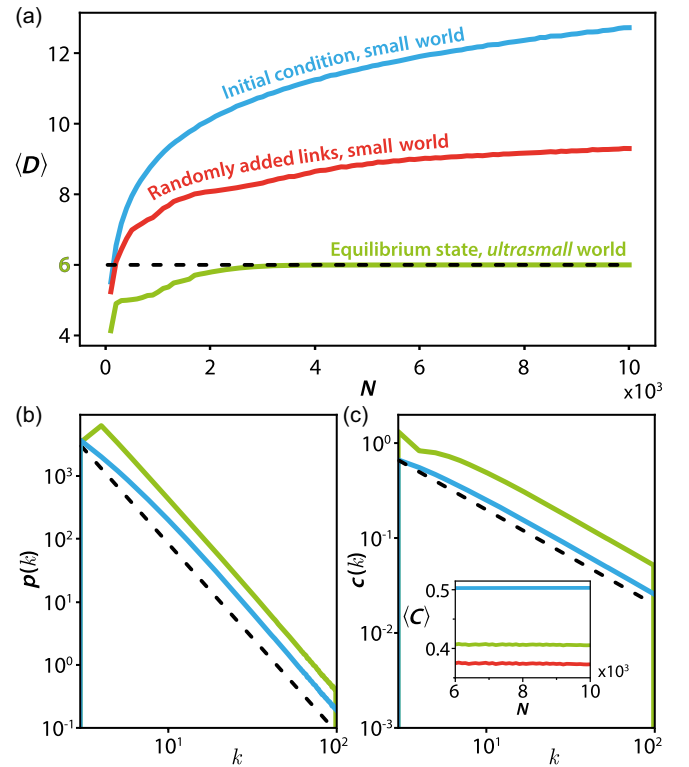 (a)
12
10
8
6
4
⟨D⟩
Initial condition, small world
Randomly added links, small world
Equilibrium state, ultrasmall world
0
2
4
6
8
10
N
x10³
(b)
10³
10²
10¹
10⁰
10⁻¹
p(k)
10¹
k
10²
(c)
10⁰
10⁻¹
10⁻²
10⁻³
c(k)
0.5
⟨C⟩
0.4
x10³
6
8
10
N
10¹
k
10²